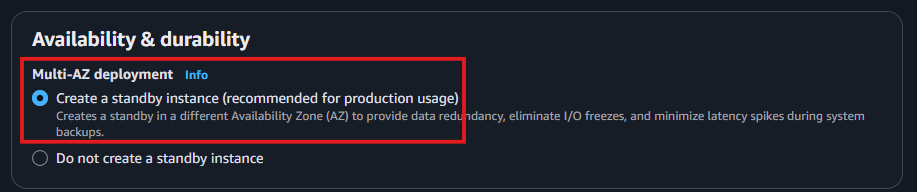 Availability & durability
Multi-AZ deployment Info
Create a standby instance (recommended for production usage)
Creates a standby in a different Availability Zone (AZ) to provide data redundancy, eliminate I/O freezes, and minimize latency spikes during system
backups.
Do not create a standby instance